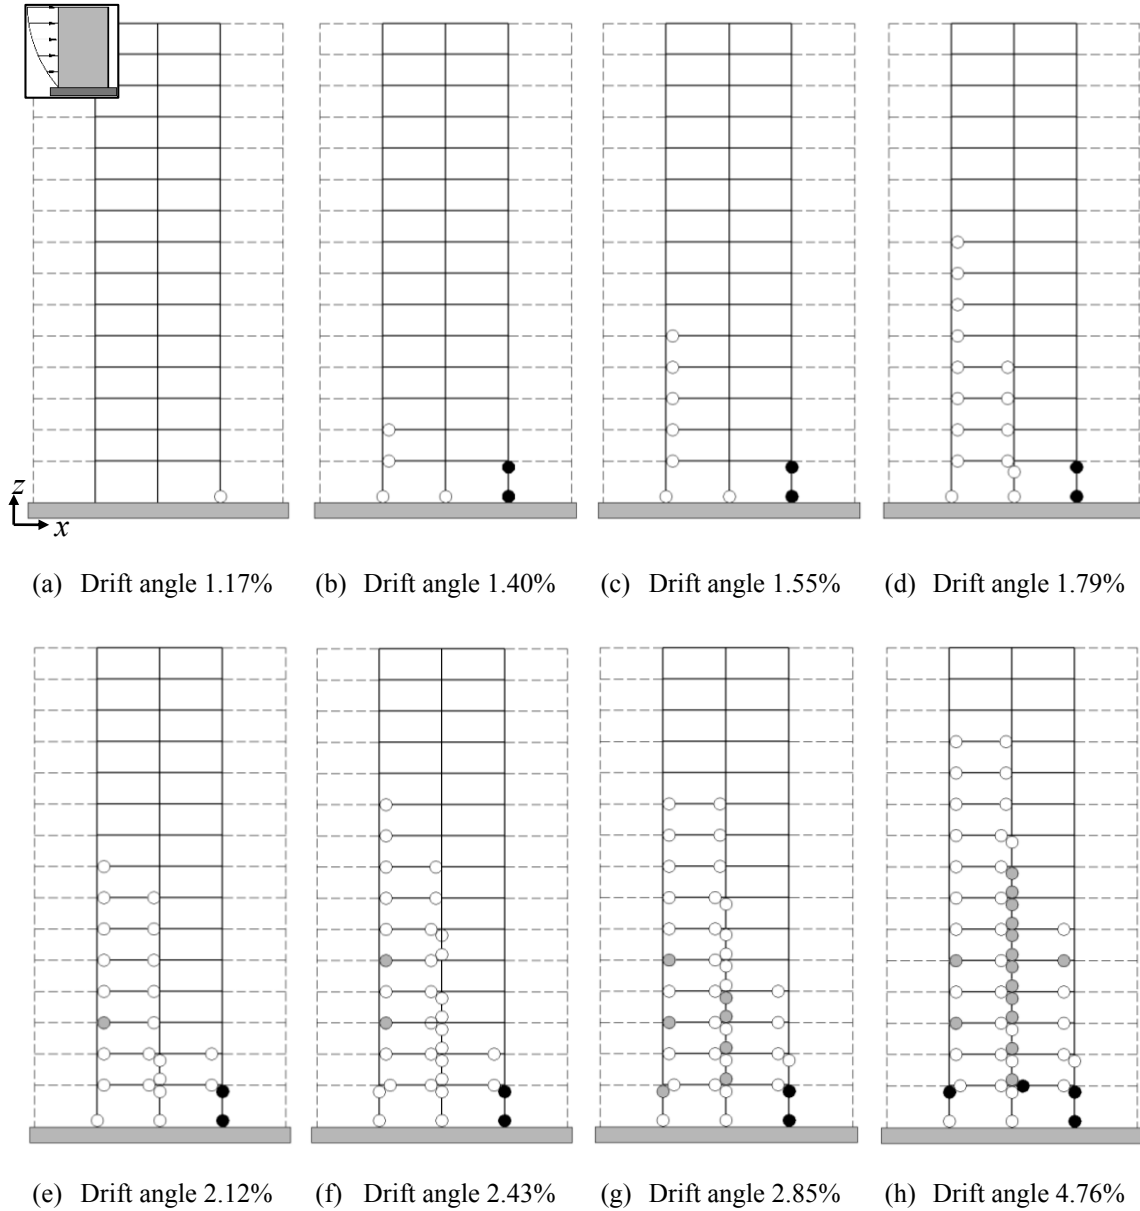 z
x
(a) Drift angle 1.17%
(b) Drift angle 1.40%
(c) Drift angle 1.55%
(d) Drift angle 1.79%
(e) Drift angle 2.12%
(f) Drift angle 2.43%
(g) Drift angle 2.85%
(h) Drift angle 4.76%